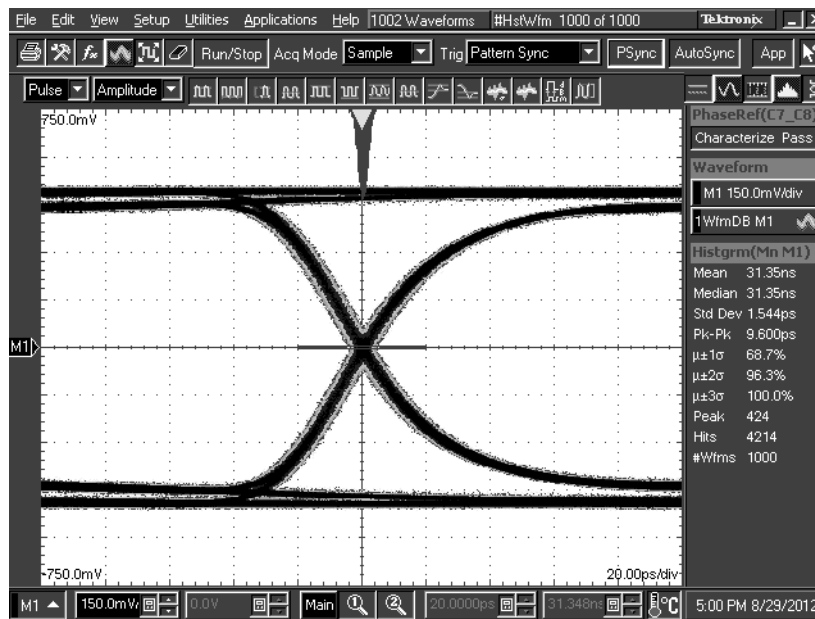 File Edit View Setup Utilities Applications Help 1002 Waveforms #HstWfm 1000 of 1000 Tektronix
Run/Stop Acq Mode Sample Trig Pattern Sync PSync AutoSync App
Pulse Amplitude
750.0mV
PhaseRef(C7_C8)
Characterize Pass
Waveform
M1 150.0mV/div
1 WfmDB M1
Histgrm(Mn M1)
Mean 31.35ns
Median 31.35ns
Std Dev 1.544ps
Pk-Pk 9.600ps
μ±1σ 68.7%
μ±2σ 96.3%
μ±3σ 100.0%
Peak 424
Hits 4214
#Wfms 1000
M1
-750.0mV 20.00ps/div
M1 150.0mV 0.0V Main 1 2 20.0000ps 31.348ns °C 5:00 PM 8/29/2012